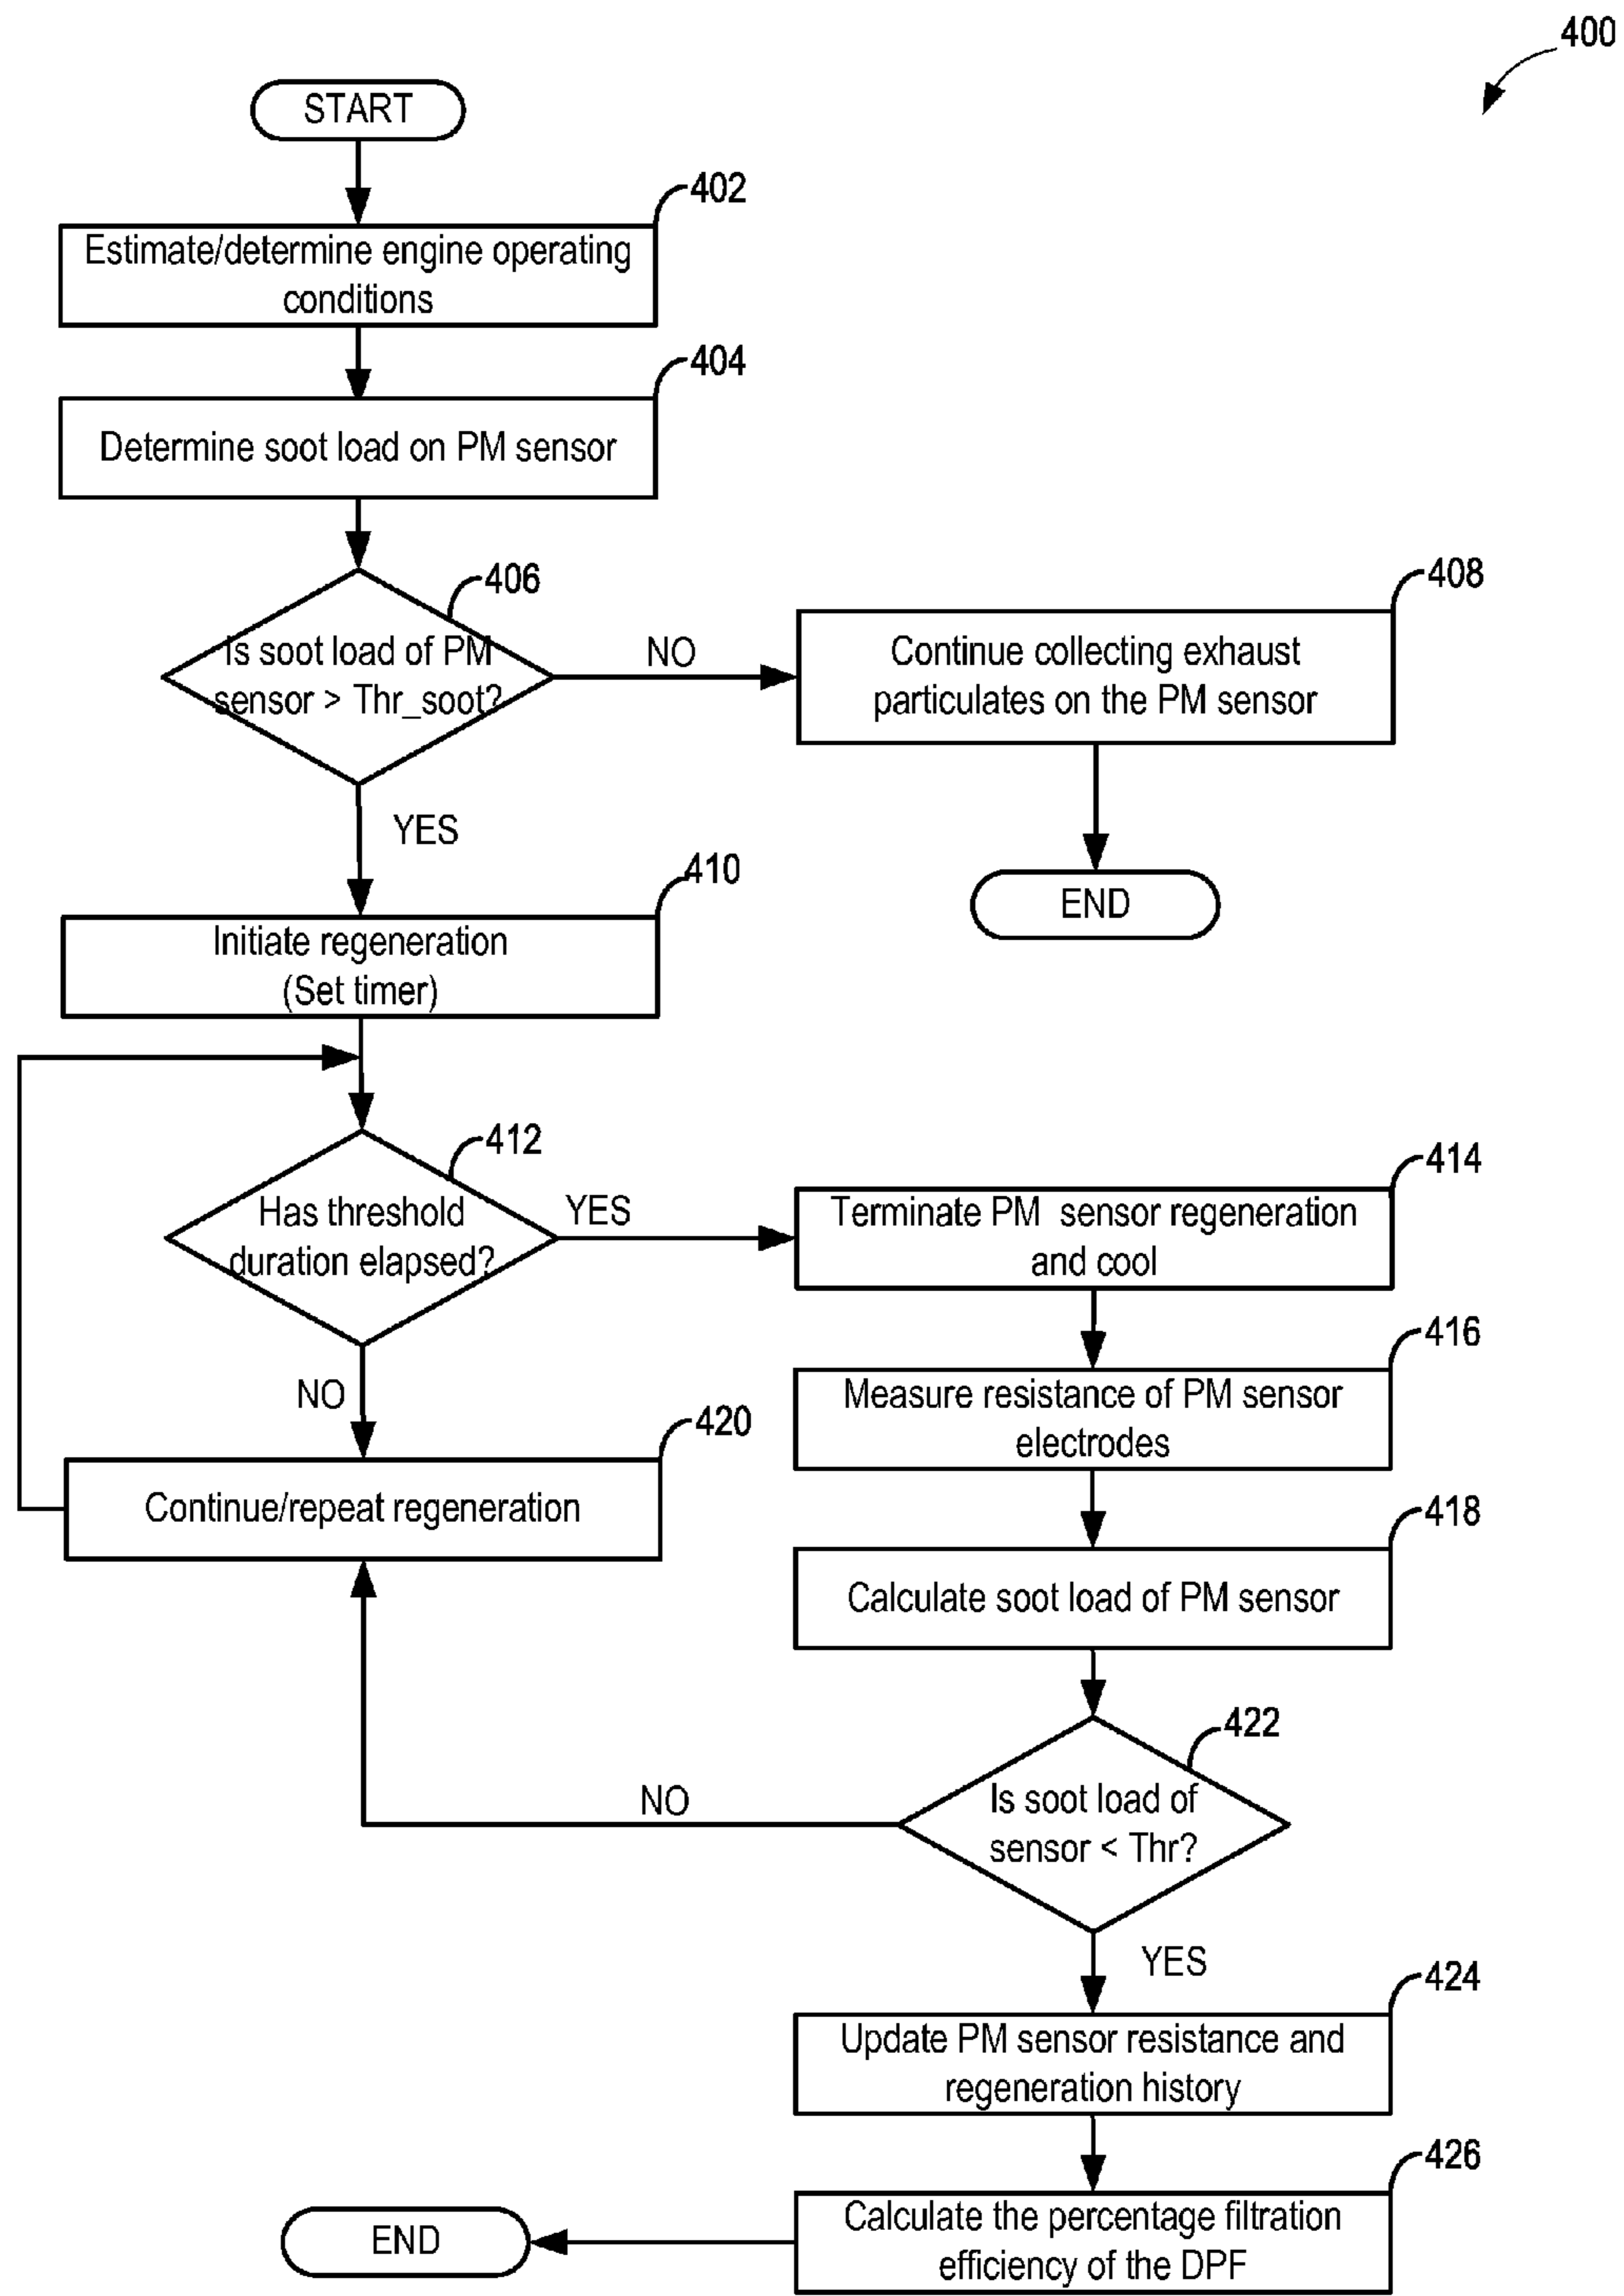 400
START
402
Estimate/determine engine operating
conditions
404
Determine soot load on PM sensor
406
Is soot load of PM
sensor > Thr_soot?
NO
408
Continue collecting exhaust
particulates on the PM sensor
END
YES
410
Initiate regeneration
(Set timer)
412
Has threshold
duration elapsed?
YES
414
Terminate PM sensor regeneration
and cool
416
Measure resistance of PM sensor
electrodes
NO
420
Continue/repeat regeneration
418
Calculate soot load of PM sensor
422
Is soot load of
sensor < Thr?
NO
YES
424
Update PM sensor resistance and
regeneration history
426
Calculate the percentage filtration
efficiency of the DPF
END